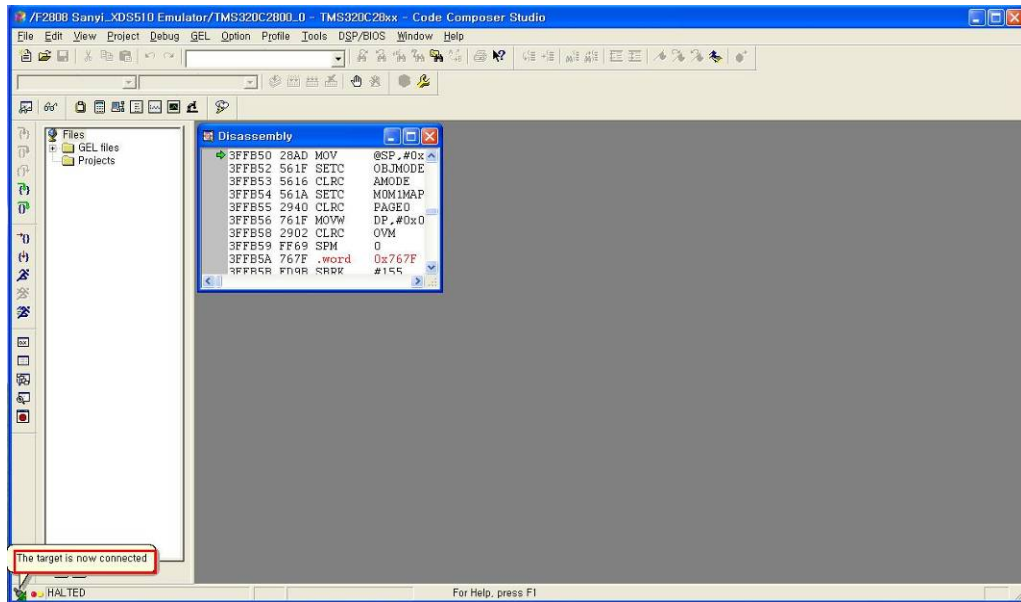 /F2808 Sanyi_XDS510 Emulator/TMS320C2800_0 - TMS320C28xx - Code Composer Studio
File Edit View Project Debug GEL Option Profile Tools DSP/BIOS Window Help
Files
GEL files
Projects
Disassembly
3FFB50 28AD MOV @SP,#0x
3FFB52 561F SETC OBJMODE
3FFB53 5616 CLRC AMODE
3FFB54 561A SETC M0M1MAP
3FFB55 2940 CLRC PAGE0
3FFB56 761F MOVW DP,#0x0
3FFB58 2902 CLRC OVM
3FFB59 FF69 SPM 0
3FFB5A 767F .word 0x767F
3FFB5B FD9B SBRK #155
The target is now connected
HALTED
For Help, press F1